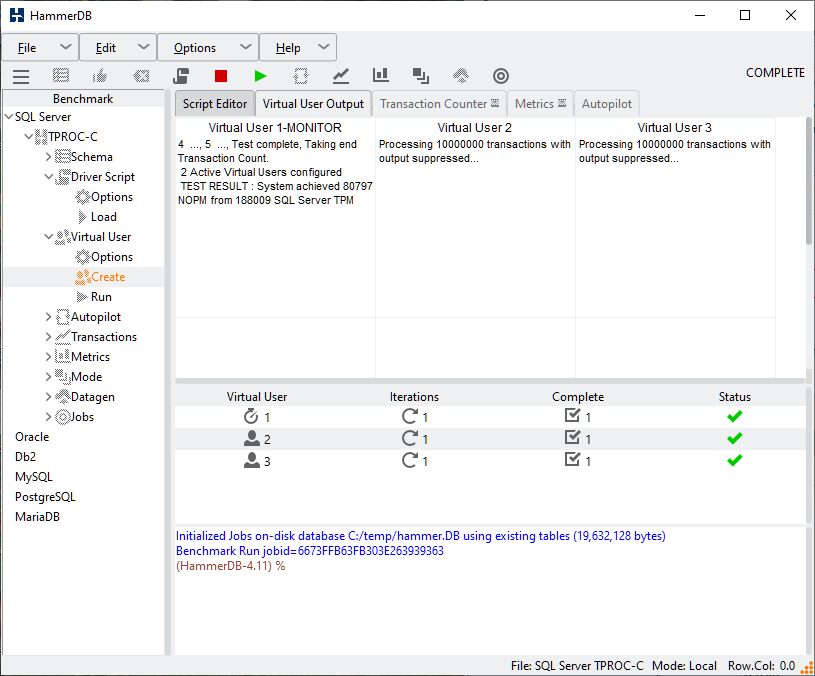 HammerDB
File Edit Options Help
COMPLETE
Benchmark
SQL Server
TPROC-C
Schema
Driver Script
Options
Load
Virtual User
Options
Create
Run
Autopilot
Transactions
Metrics
Mode
Datagen
Jobs
Oracle
Db2
MySQL
PostgreSQL
MariaDB
Script Editor Virtual User Output Transaction Counter Metrics Autopilot
Virtual User 1-MONITOR
4 ..., 5 ..., Test complete, Taking end
Transaction Count.
2 Active Virtual Users configured
TEST RESULT : System achieved 80797
NOPM from 188009 SQL Server TPM
Virtual User 2
Processing 10000000 transactions with
output suppressed...
Virtual User 3
Processing 10000000 transactions with
output suppressed...
Virtual User Iterations Complete Status
1 1 1
2 1 1
3 1 1
Initialized Jobs on-disk database C:/temp/hammer.DB using existing tables (19,632,128 bytes)
Benchmark Run jobid=6673FFB63FB303E263939363
(HammerDB-4.11) %
File: SQL Server TPROC-C Mode: Local Row.Col: 0.0